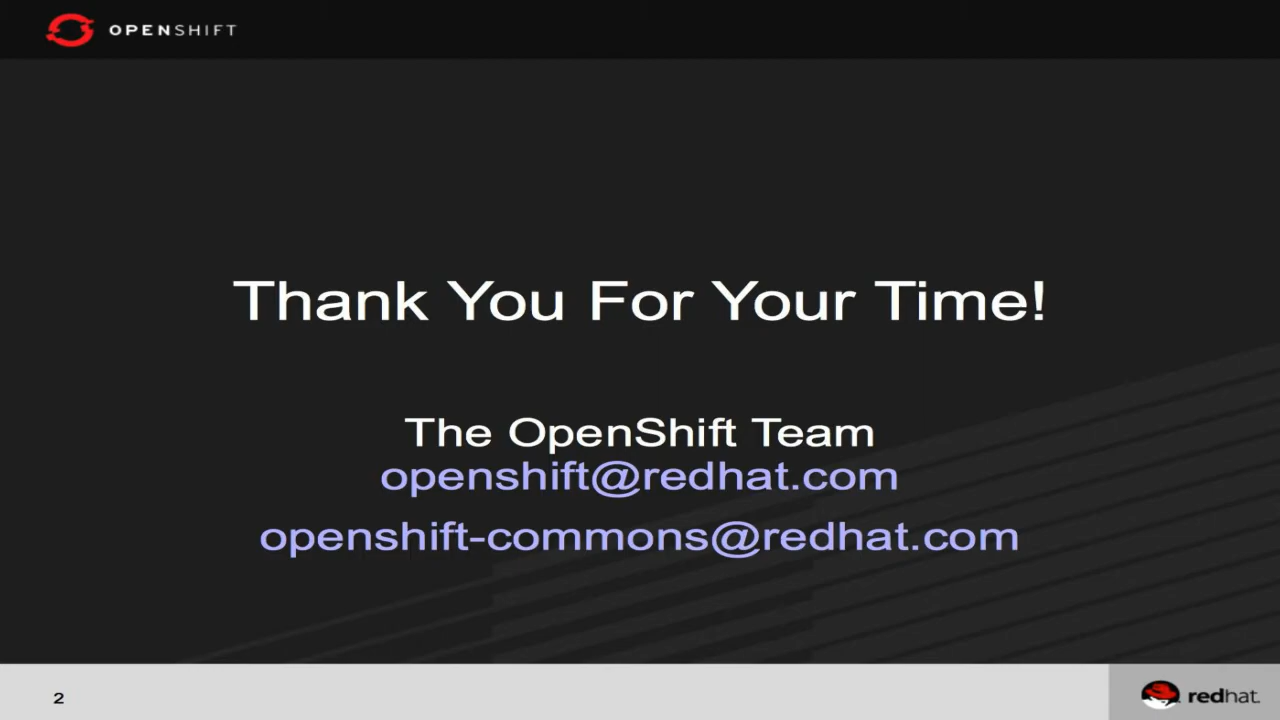 OPENSHIFT
Thank You For Your Time!
The OpenShift Team
openshift@redhat.com
openshift-commons@redhat.com
2
redhat.